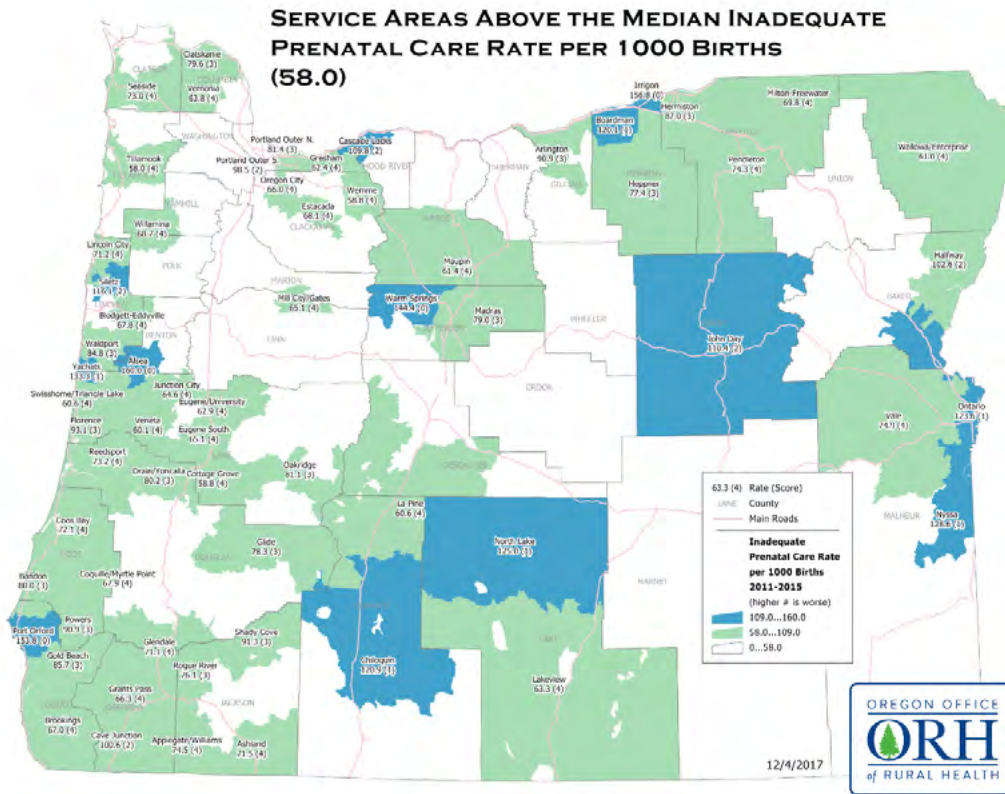 SERVICE AREAS ABOVE THE MEDIAN INADEQUATE
PRENATAL CARE RATE PER 1000 BIRTHS
(58.0)
Clatskanie
79.6 (3)
Seaside
73.0 (4)
Vernonia
63.8 (4)
WASHINGTON
Portland Outer N.
81.4 (3)
Cascade Locks
109.8 (2)
HOOD RIVER
SHERMAN
Arlington
90.9 (3)
GILLIAM
Irrigon
156.8 (0)
Boardman
Hermiston
87.0 (3)
Milton Freewater
69.8 (4)
Wallowa/Enterprise
61.0 (4)
Tillamook
58.0 (4)
Portland Outer S.
98.5 (2)
Gresham
62.4 (4)
Oregon City
66.0 (4)
Wemme
58.8 (4)
Estacada
68.1 (4)
CLACKAMAS
YAMHILL
Pendleton
74.3 (4)
Heppner
77.4 (3)
UNION
Willamina
68.7 (4)
Lincoln City
71.2 (4)
POLK
Maupin
61.4 (4)
Halfway
102.6 (2)
Siletz
116.1 (2)
MARION
Mill City/Gates
65.1 (4)
Warm Springs
144.4 (0)
Madras
79.0 (3)
WHEELER
BAKER
Blodgett-Eddyville
67.8 (4)
BENTON
LINN
John Day
110.4 (2)
Waldport
84.8 (3)
Alsea
160.0 (0)
Yachats
133.3 (1)
CROOK
Junction City
64.6 (4)
Swisshome/Triangle Lake
60.6 (4)
Eugene/University
62.9 (4)
Florence
93.1 (3)
Veneta
60.1 (4)
Eugene South
65.1 (4)
Vale
74.9 (4)
Ontario
123.6 (1)
Reedsport
73.2 (4)
Drain/Yoncalla
80.2 (3)
Cottage Grove
58.8 (4)
Oakridge
81.1 (3)
La Pine
60.6 (4)
Coos Bay
72.1 (4)
Glide
78.3 (3)
DOUGLAS
North Lake
125.0 (1)
HARNEY
MALHEUR
Nyssa
128.6 (1)
Bandon
80.0 (3)
Coquille/Myrtle Point
67.9 (4)
Port Orford
153.8 (0)
Powers
90.9 (3)
Gold Beach
85.7 (3)
Glendale
71.1 (4)
Shady Cove
91.3 (3)
Rogue River
76.1 (3)
Chiloquin
120.9 (1)
LAKE
Lakeview
63.3 (4)
Grants Pass
66.3 (4)
JACKSON
Brookings
67.0 (4)
Cave Junction
100.6 (2)
Applegate/Williams
74.5 (4)
Ashland
71.5 (4)
63.3 (4) Rate (Score)
LANE County
Main Roads
Inadequate
Prenatal Care Rate
per 1000 Births
2011-2015
(higher # is worse)
109.0...160.0
58.0...109.0
0...58.0
12/4/2017
OREGON OFFICE
ORH
of RURAL HEALTH